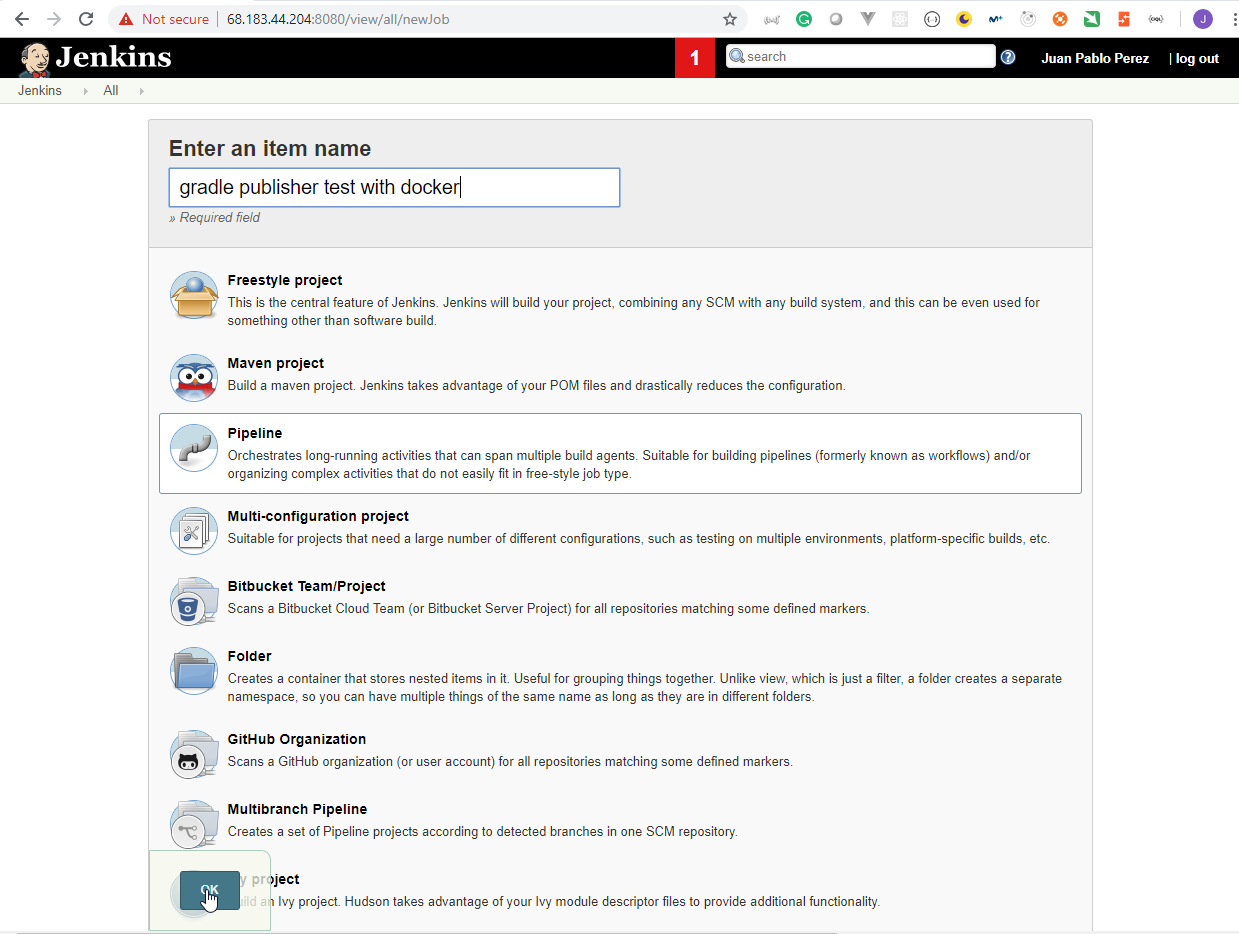 Not secure 68.183.44.204:8080/view/all/newJob
Jenkins 1 search Juan Pablo Perez | log out
Jenkins All
Enter an item name
gradle publisher test with docker
» Required field
Freestyle project
This is the central feature of Jenkins. Jenkins will build your project, combining any SCM with any build system, and this can be even used for
something other than software build.
Maven project
Build a maven project. Jenkins takes advantage of your POM files and drastically reduces the configuration.
Pipeline
Orchestrates long-running activities that can span multiple build agents. Suitable for building pipelines (formerly known as workflows) and/or
organizing complex activities that do not easily fit in free-style job type.
Multi-configuration project
Suitable for projects that need a large number of different configurations, such as testing on multiple environments, platform-specific builds, etc.
Bitbucket Team/Project
Scans a Bitbucket Cloud Team (or Bitbucket Server Project) for all repositories matching some defined markers.
Folder
Creates a container that stores nested items in it. Useful for grouping things together. Unlike view, which is just a filter, a folder creates a separate
namespace, so you can have multiple things of the same name as long as they are in different folders.
GitHub Organization
Scans a GitHub organization (or user account) for all repositories matching some defined markers.
Multibranch Pipeline
Creates a set of Pipeline projects according to detected branches in one SCM repository.
OK
project
an Ivy project. Hudson takes advantage of your Ivy module descriptor files to provide additional functionality.